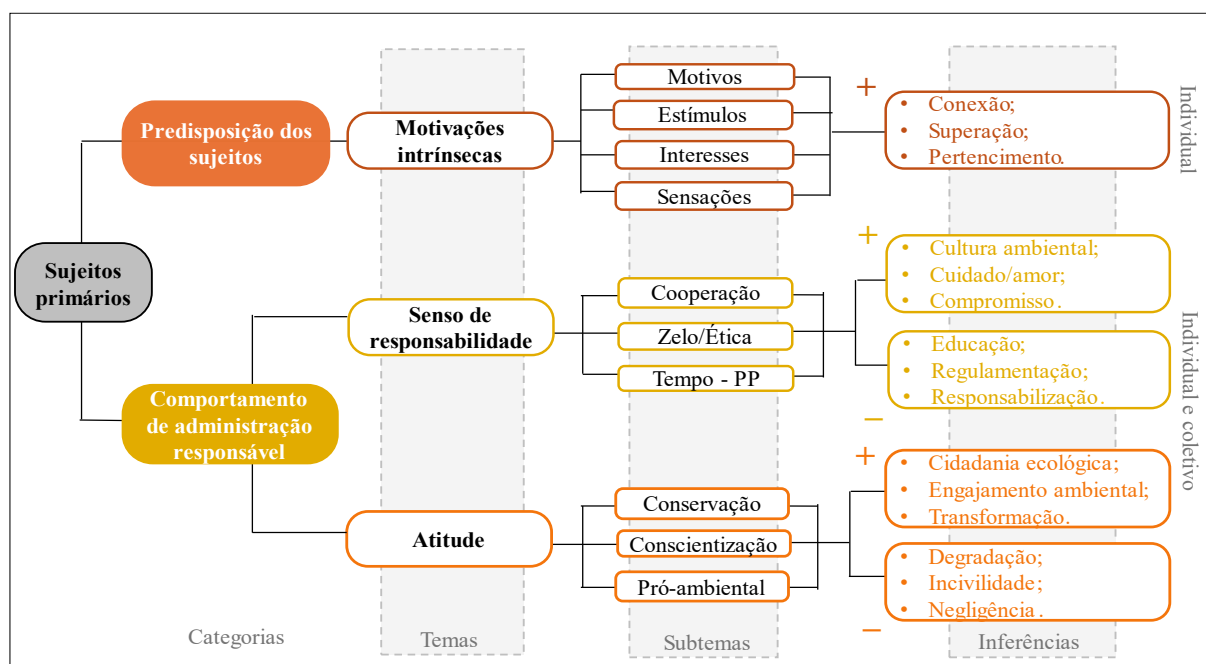 Sujeitos
primários
Predisposição dos
sujeitos
Motivações
intrínsecas
Motivos
Estímulos
Interesses
Sensações
+
• Conexão;
• Superação;
• Pertencimento.
Individual
Comportamento
de administração
responsável
Senso de
responsabilidade
Cooperação
Zelo/Ética
Tempo - PP
+
• Cultura ambiental;
• Cuidado/amor;
• Compromisso.
• Educação;
• Regulamentação;
• Responsabilização.
−
Individual e coletivo
Atitude
Conservação
Conscientização
Pró-ambiental
+
• Cidadania ecológica;
• Engajamento ambiental;
• Transformação.
• Degradação;
• Incivilidade;
• Negligência.
−
Categorias
Temas
Subtemas
Inferências